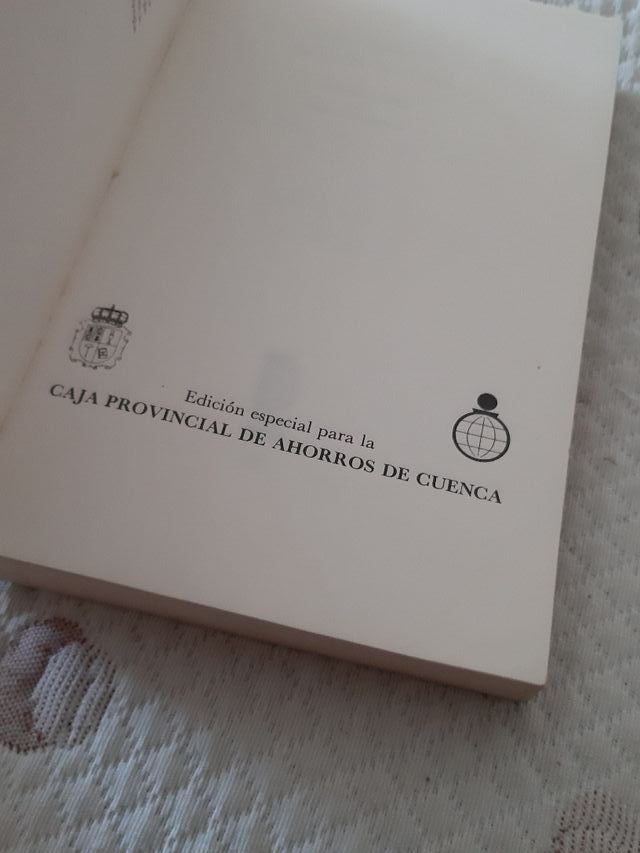 Edición especial para la
CAJA PROVINCIAL DE AHORROS DE CUENCA